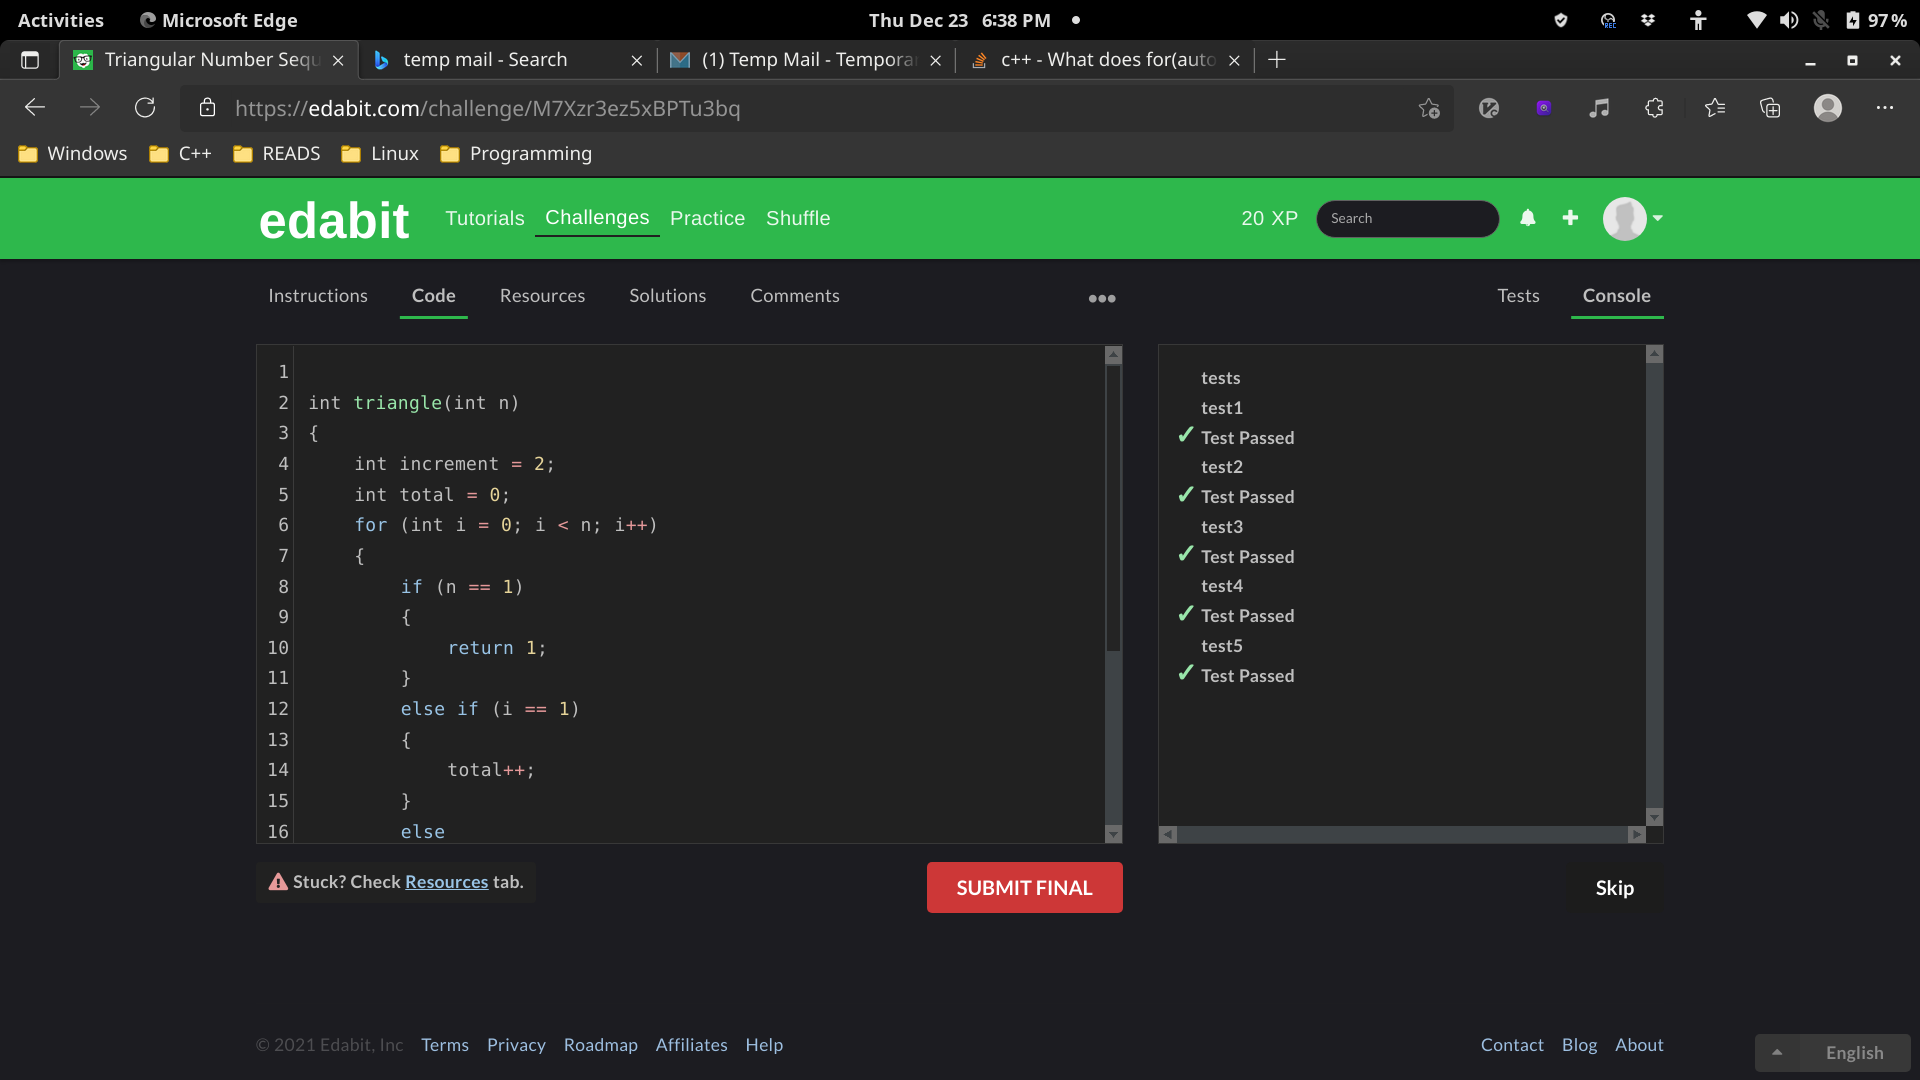 Activities Microsoft Edge Thu Dec 23 6:38 PM 97%
Triangular Number Sequ temp mail - Search (1) Temp Mail - Tempora c++ - What does for(auto
https://edabit.com/challenge/M7Xzr3ez5xBPTu3bq
Windows C++ READS Linux Programming
edabit Tutorials Challenges Practice Shuffle 20 XP Search
Instructions Code Resources Solutions Comments ••• Tests Console
1
2 int triangle(int n)
3 {
4 int increment = 2;
5 int total = 0;
6 for (int i = 0; i < n; i++)
7 {
8 if (n == 1)
9 {
10 return 1;
11 }
12 else if (i == 1)
13 {
14 total++;
15 }
16 else
tests
test1
✓ Test Passed
test2
✓ Test Passed
test3
✓ Test Passed
test4
✓ Test Passed
test5
✓ Test Passed
Stuck? Check Resources tab. SUBMIT FINAL Skip
© 2021 Edabit, Inc Terms Privacy Roadmap Affiliates Help Contact Blog About
English